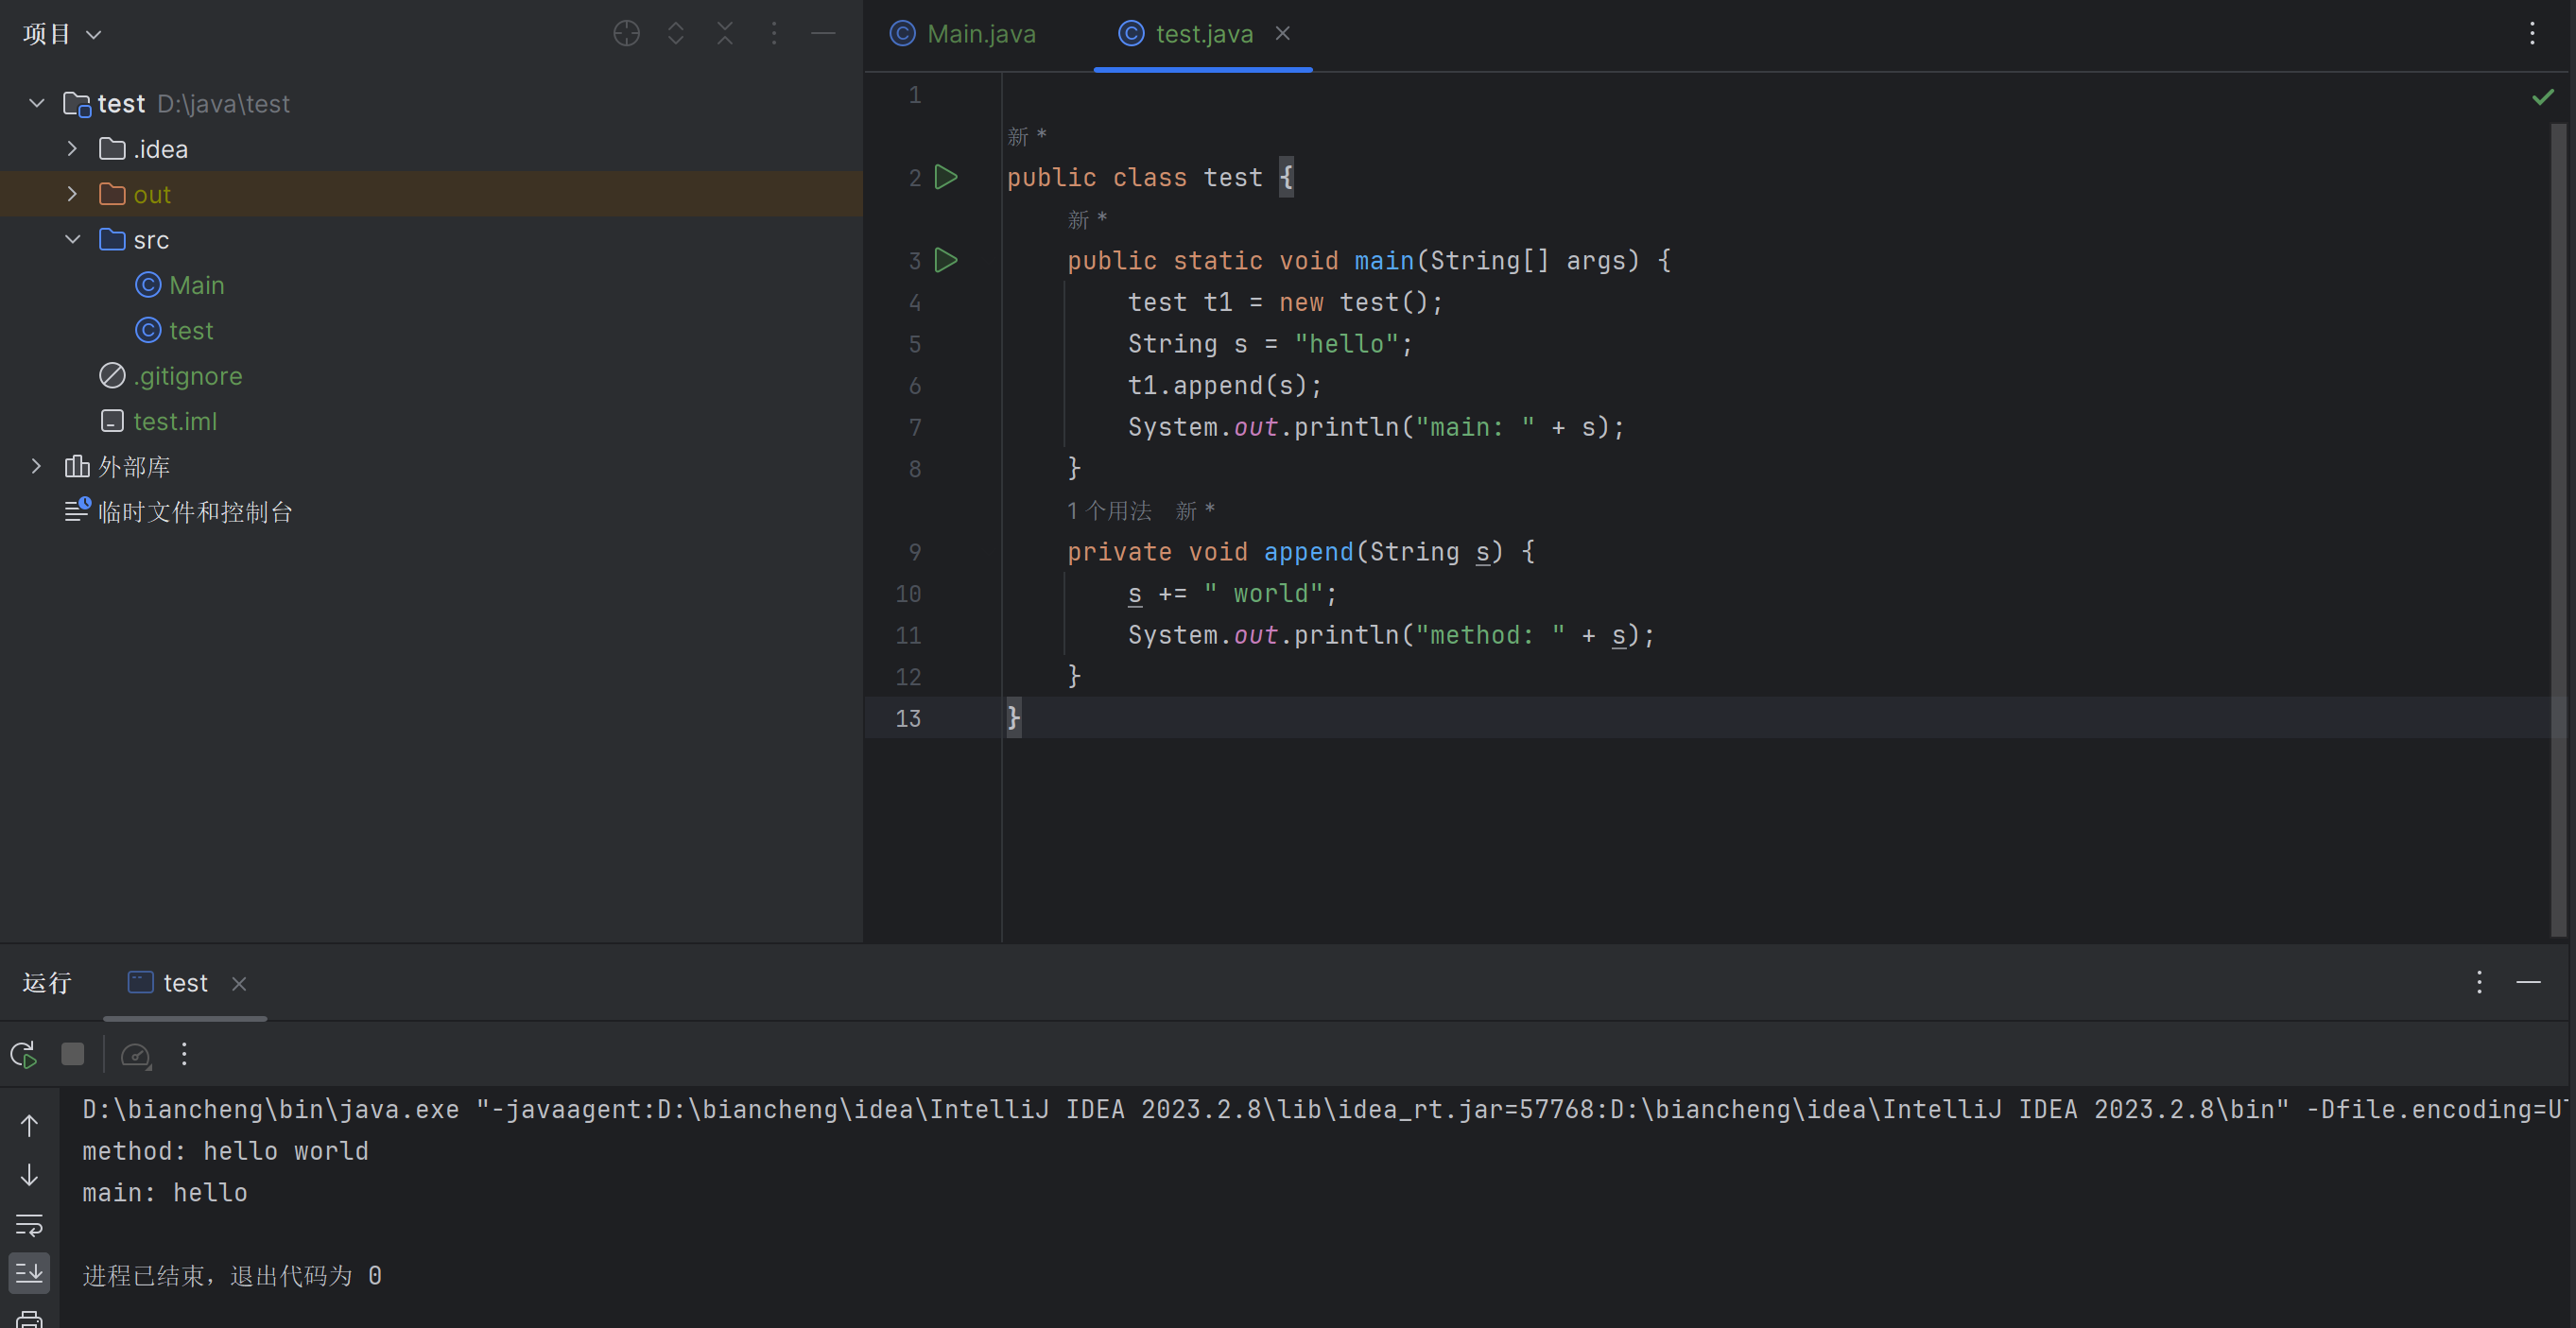 项目
test D:\java\test
.idea
out
src
Main
test
.gitignore
test.iml
外部库
临时文件和控制台
Main.java
test.java
1
新 *
2 public class test {
新 *
3 public static void main(String[] args) {
4 test t1 = new test();
5 String s = "hello";
6 t1.append(s);
7 System.out.println("main: " + s);
8 }
1 个用法 新 *
9 private void append(String s) {
10 s += " world";
11 System.out.println("method: " + s);
12 }
13 }
运行 test
D:\biancheng\bin\java.exe "-javaagent:D:\biancheng\idea\IntelliJ IDEA 2023.2.8\lib\idea_rt.jar=57768:D:\biancheng\idea\IntelliJ IDEA 2023.2.8\bin" -Dfile.encoding=U
method: hello world
main: hello
进程已结束，退出代码为 0